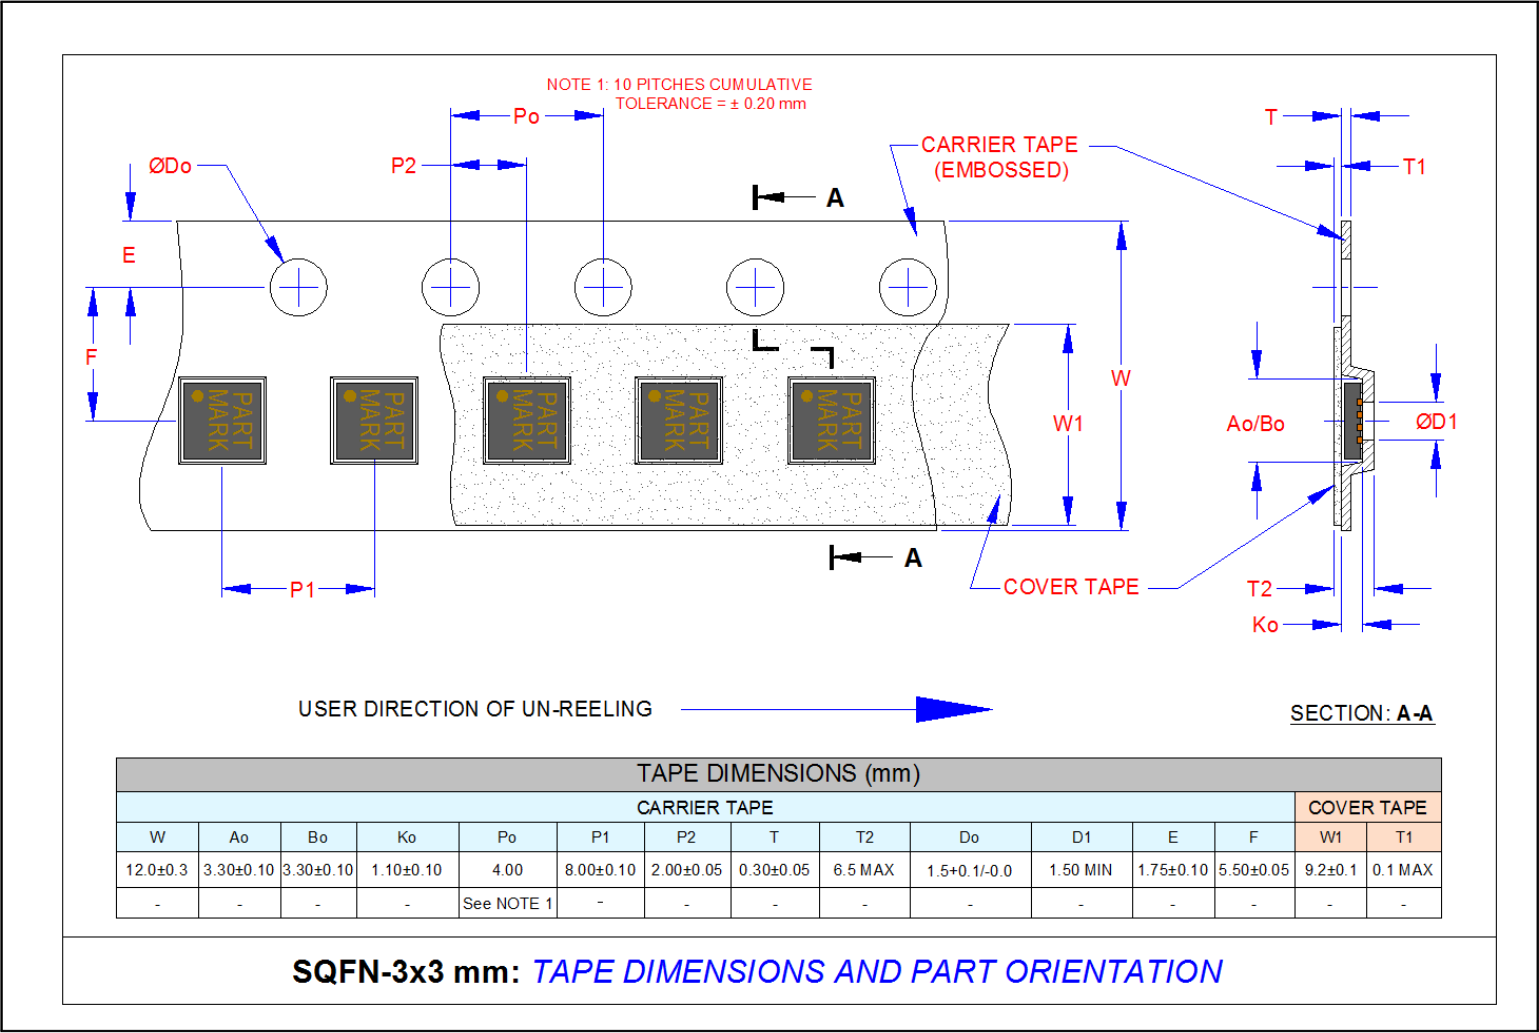 NOTE 1: 10 PITCHES CUMULATIVE
TOLERANCE = ± 0.20 mm
Po
T
CARRIER TAPE
(EMBOSSED)
ØDo
P2
T1
A
E
F
W
W1
Ao/Bo
ØD1
PART
MARK
PART
MARK
PART
MARK
PART
MARK
PART
MARK
A
P1
COVER TAPE
T2
Ko
USER DIRECTION OF UN-REELING
SECTION: A-A
TAPE DIMENSIONS (mm)
CARRIER TAPE COVER TAPE
W Ao Bo Ko Po P1 P2 T T2 Do D1 E F W1 T1
12.0±0.3 3.30±0.10 3.30±0.10 1.10±0.10 4.00 8.00±0.10 2.00±0.05 0.30±0.05 6.5 MAX 1.5+0.1/-0.0 1.50 MIN 1.75±0.10 5.50±0.05 9.2±0.1 0.1 MAX
- - - - See NOTE 1 - - - - - - - - - -
SQFN-3x3 mm: TAPE DIMENSIONS AND PART ORIENTATION